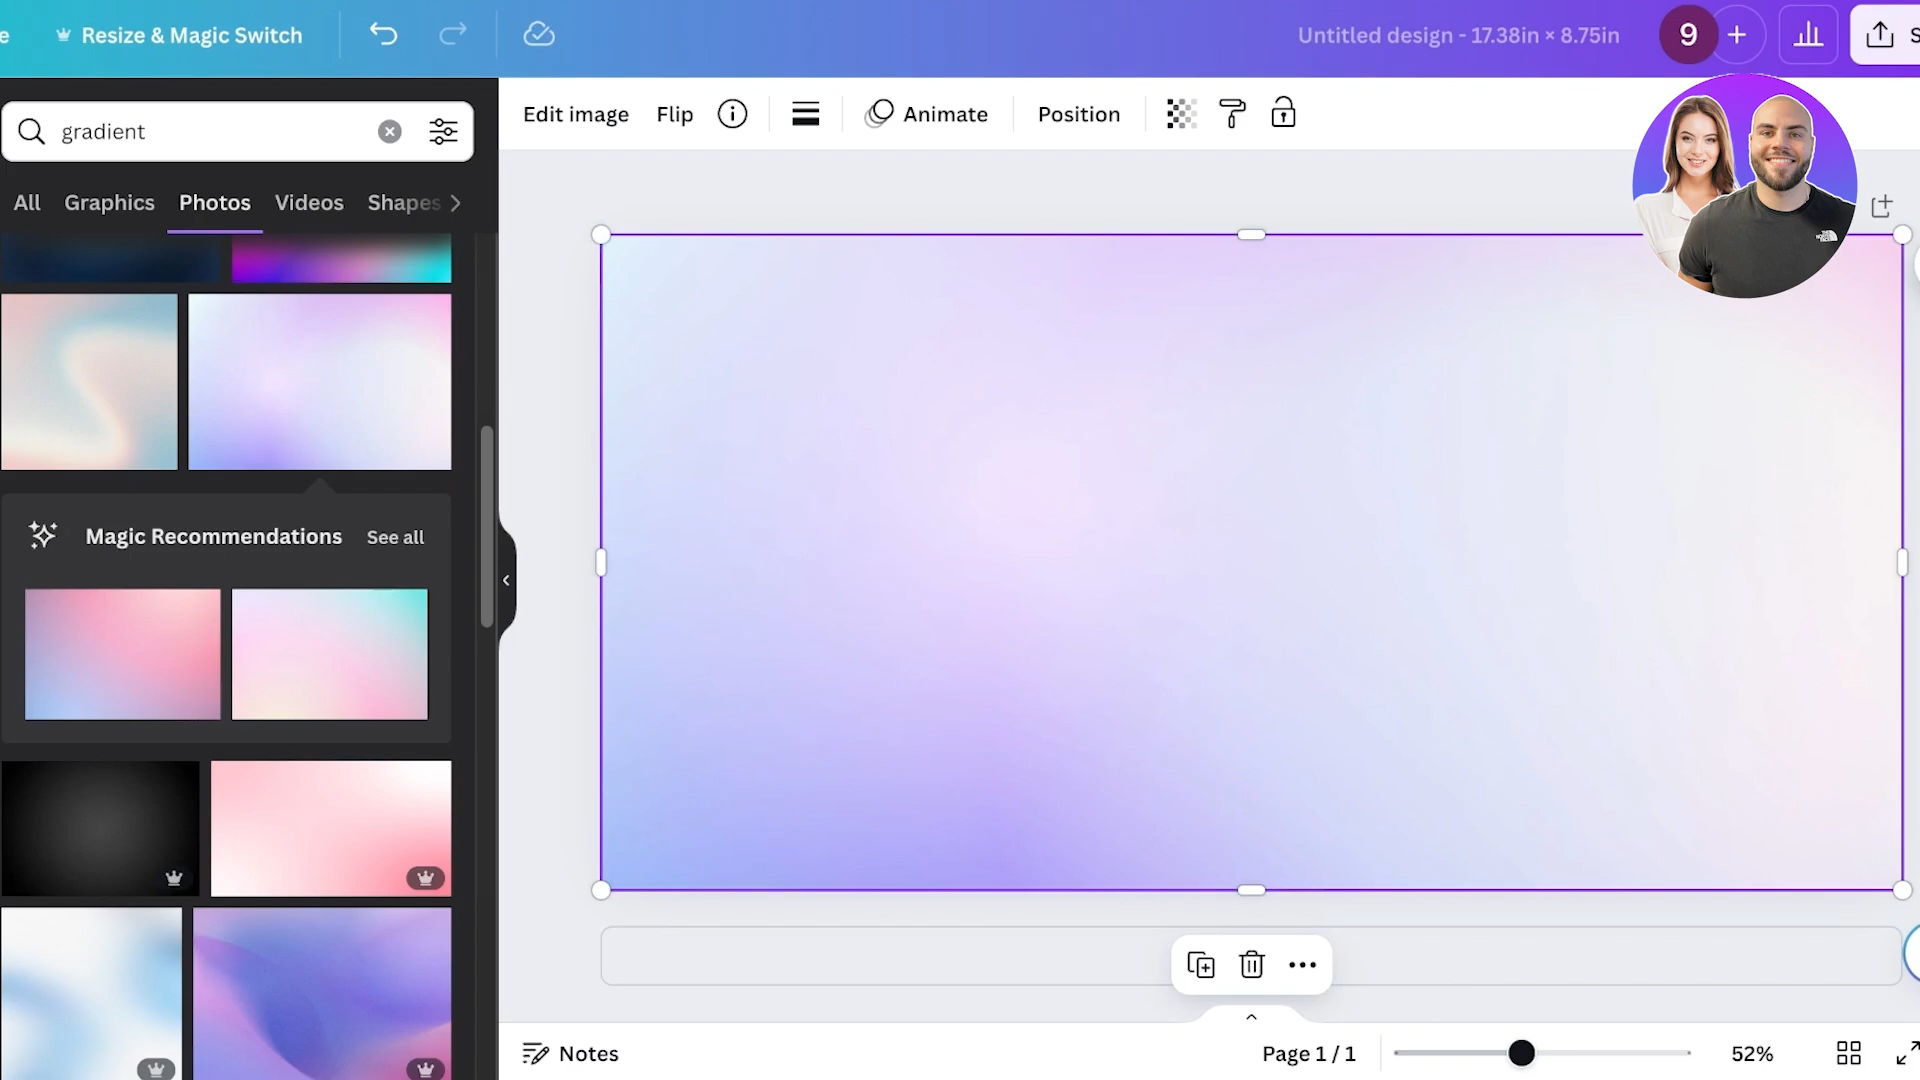 e
Resize & Magic Switch
Untitled design - 17.38in × 8.75in
9
S
gradient
Edit image
Flip
Animate
Position
All
Graphics
Photos
Videos
Shapes
Magic Recommendations
See all
Notes
Page 1 / 1
52%